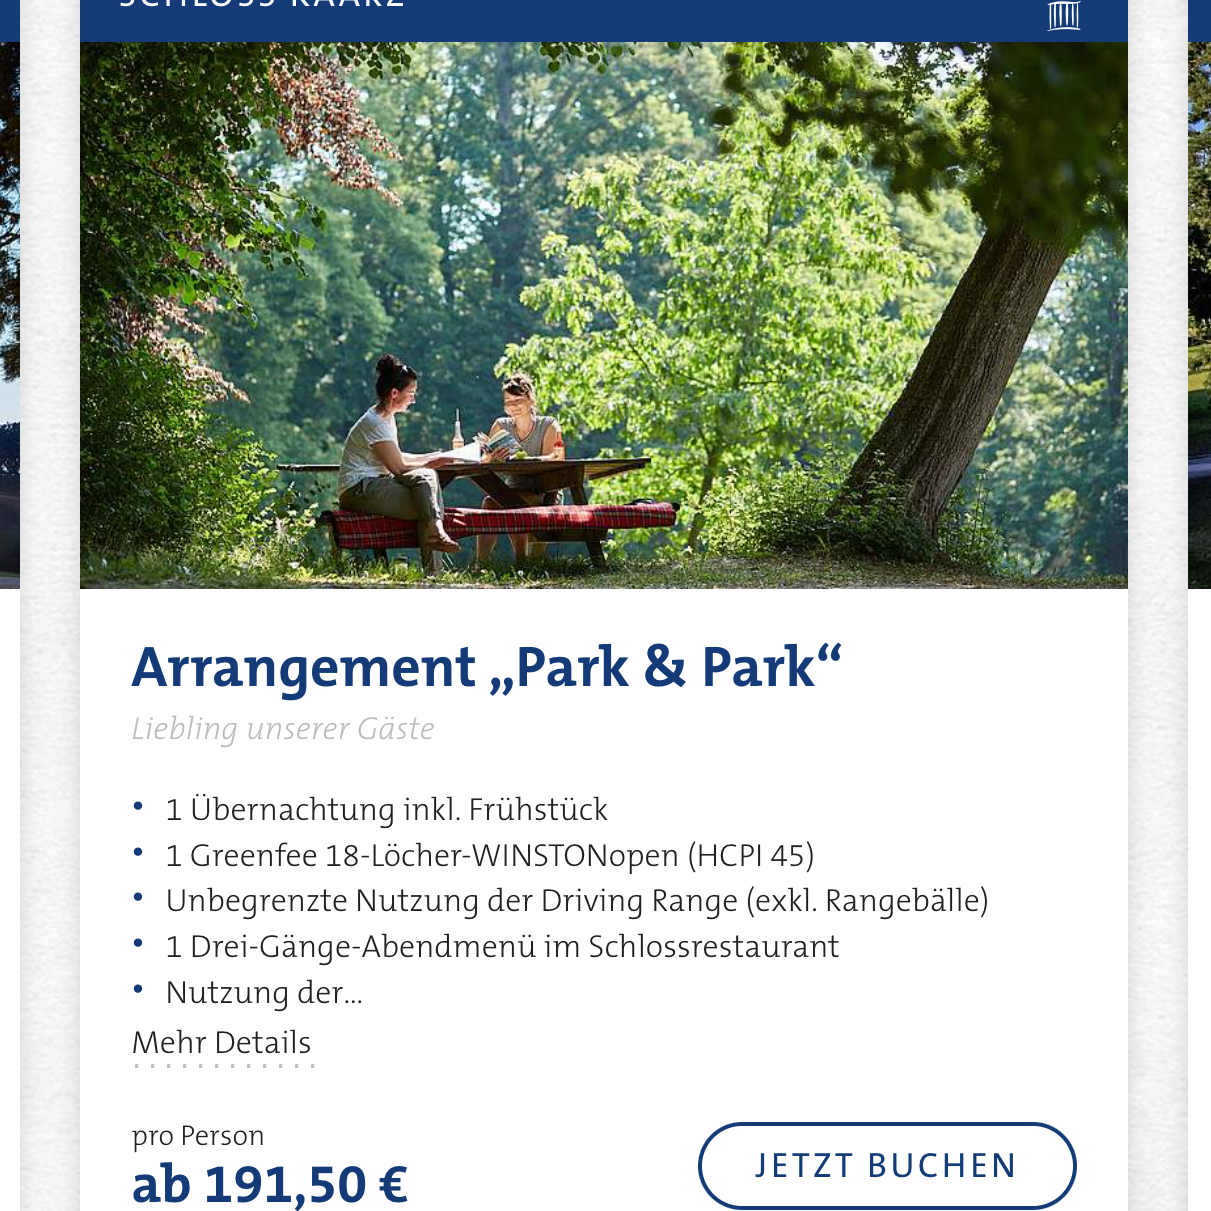 SCHLOSS KAARZ
Arrangement „Park & Park“
Liebling unserer Gäste
• 1 Übernachtung inkl. Frühstück
• 1 Greenfee 18-Löcher-WINSTONopen (HCPI 45)
• Unbegrenzte Nutzung der Driving Range (exkl. Rangebälle)
• 1 Drei-Gänge-Abendmenü im Schlossrestaurant
• Nutzung der...
Mehr Details
pro Person
ab 191,50 €
JETZT BUCHEN